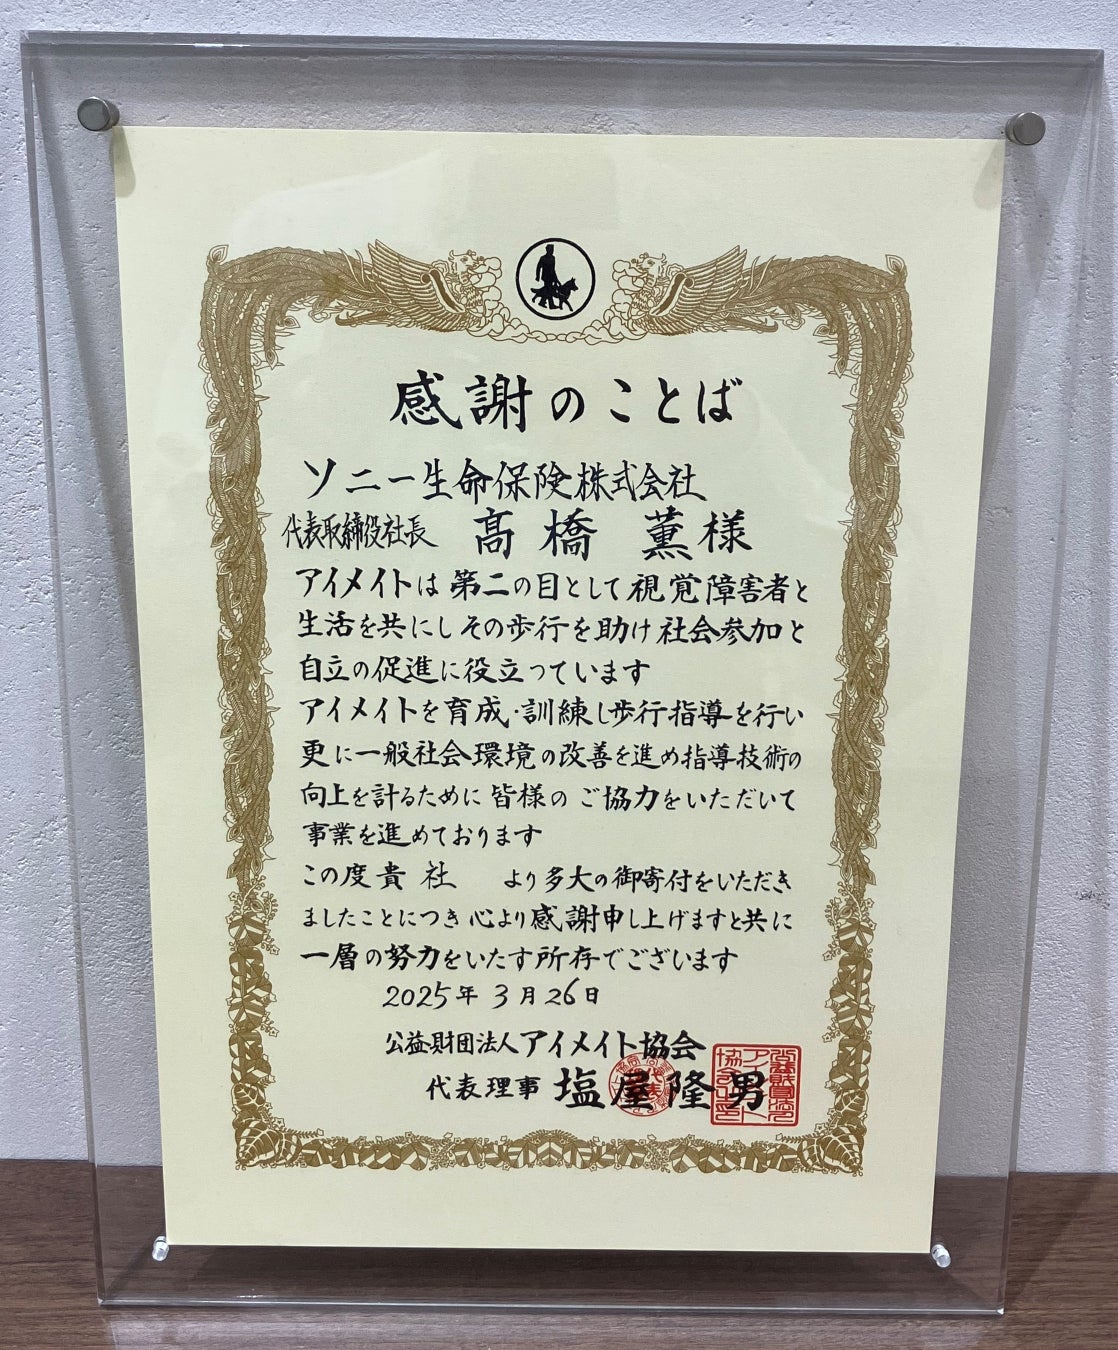 感謝のことば
ソニー生命保険株式会社
代表取締役社長 髙橋 薫様
アイメイトは第二の目として視覚障害者と
生活を共にしその歩行を助け社会参加と
自立の促進に役立っています
アイメイトを育成・訓練し歩行指導を行い
更に一般社会環境の改善を進め指導技術の
向上を計るために皆様のご協力をいただいて
事業を進めております
この度貴社 より多大の御寄付をいただき
ましたことにつき心より感謝申し上げますと共に
一層の努力をいたす所存でございます
2025年3月26日
公益財団法人アイメイト協会
代表理事 塩屋隆男